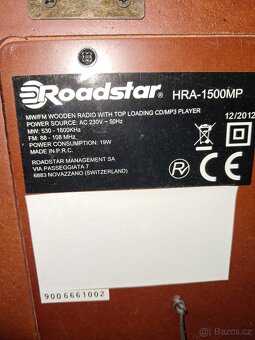 Roadstar® HRA-1500MP
MW/FM WOODEN RADIO WITH TOP LOADING CD/MP3 PLAYER
POWER SOURCE: AC 230V ~ 50Hz
12/2012
MW: 530 - 1600KHz
FM: 88 - 108 MHz
POWER CONSUMPTION: 19W
MADE IN P.R.C.
ROADSTAR MANAGEMENT SA
VIA PASSEGGIATA 7
6883 NOVAZZANO (SWITZERLAND)
CE
9006661002
Bazos.cz